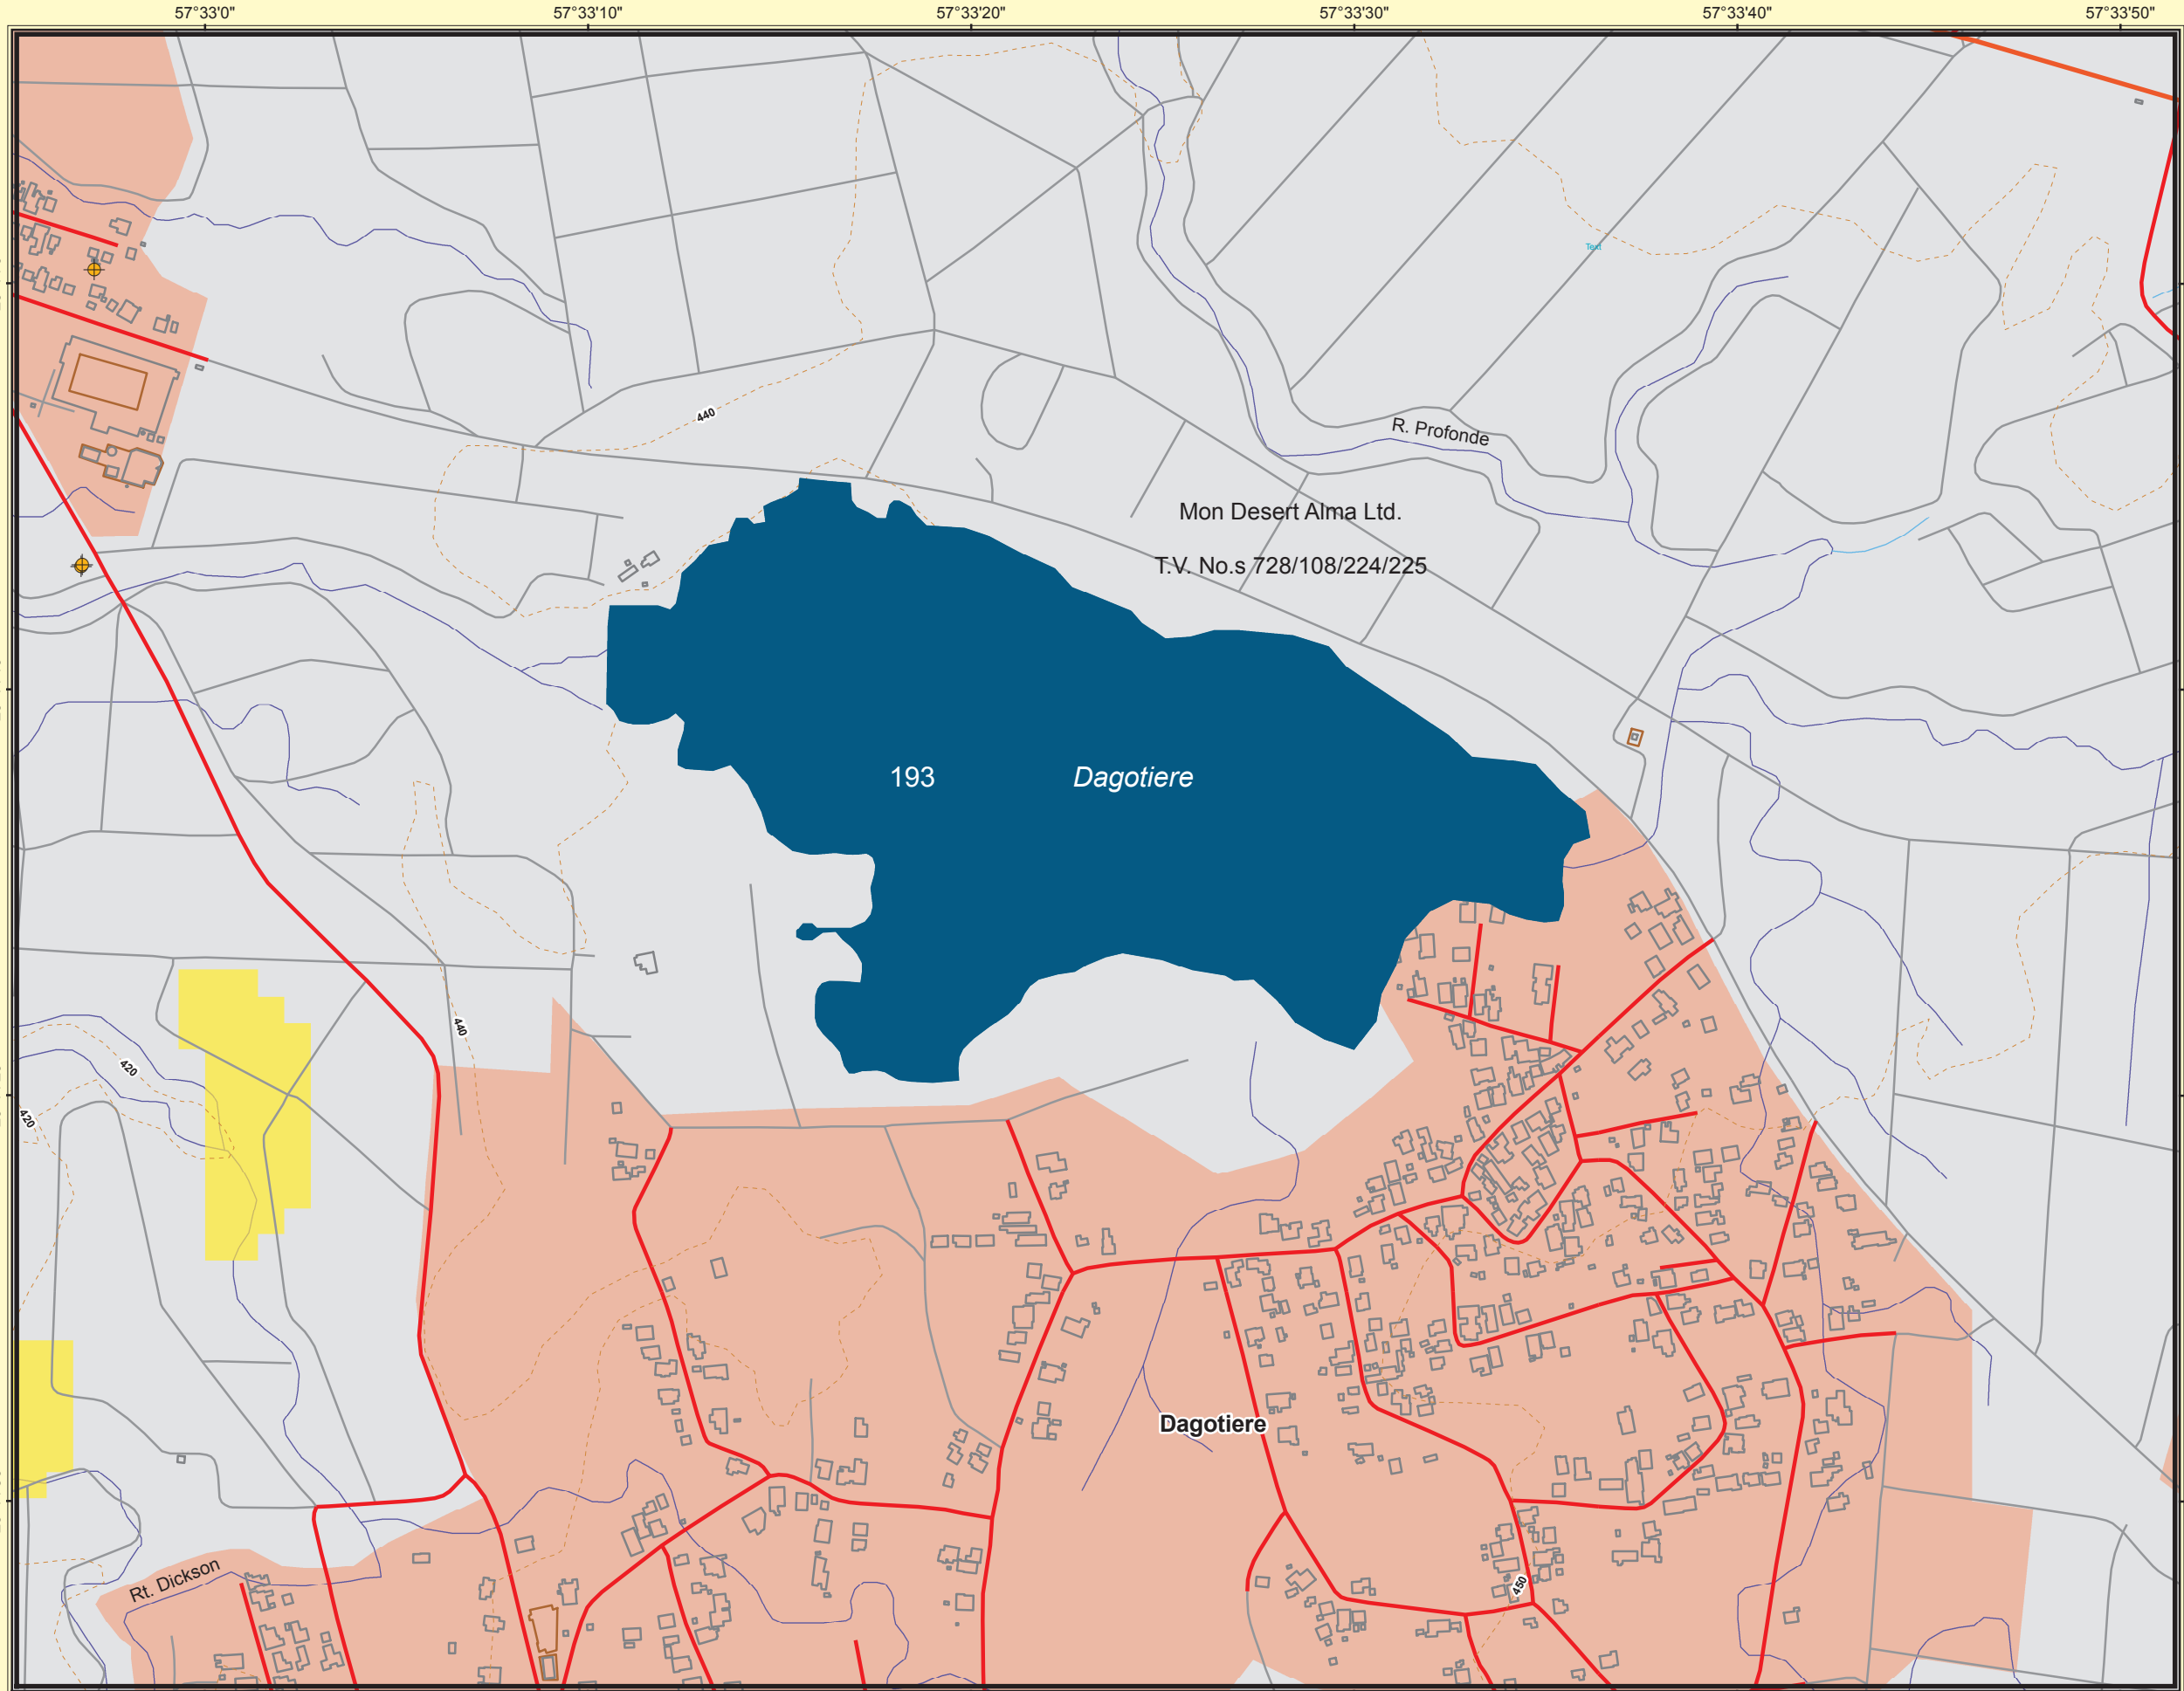 57°33'0" 57°33'10" 57°33'20" 57°33'30" 57°33'40" 57°33'50"
Text
440
R. Profonde
Mon Desert Alma Ltd.
T.V. No.s 728/108/224/225
193 Dagotiere
440
420
420
Dagotiere
Rt. Dickson
450